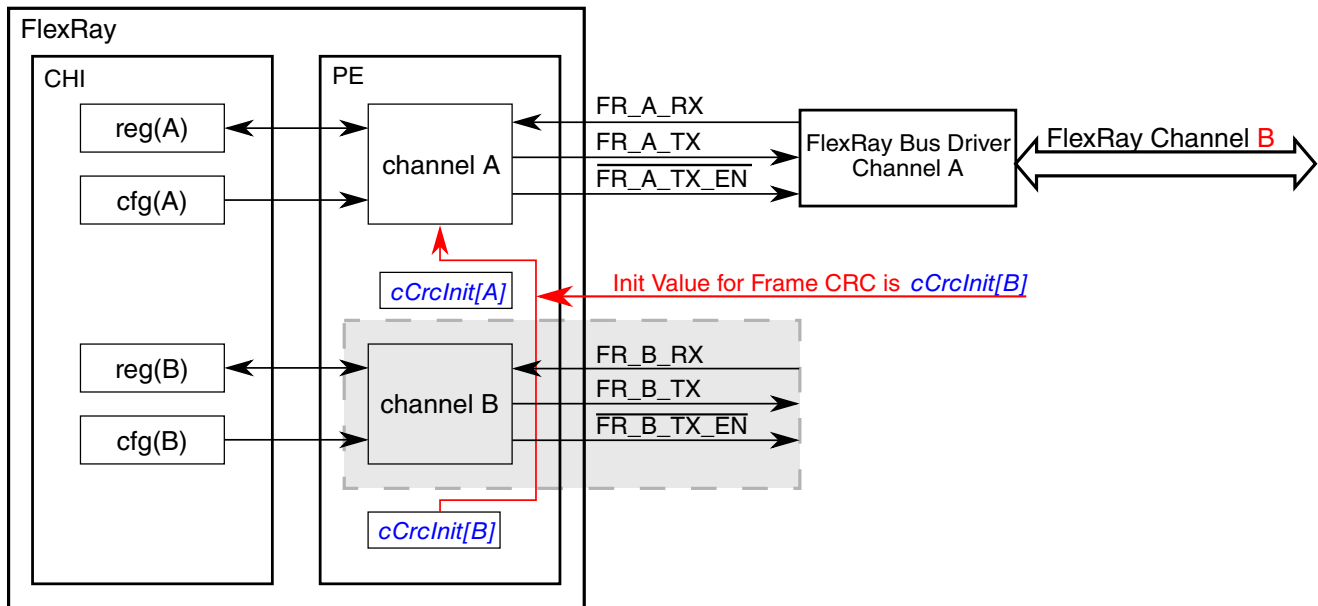 FlexRay
CHI
PE
reg(A)
cfg(A)
channel A
FR_A_RX
FR_A_TX
FR_A_TX_EN
FlexRay Bus Driver
Channel A
FlexRay Channel B
cCrcInit[A]
Init Value for Frame CRC is cCrcInit[B]
reg(B)
cfg(B)
channel B
FR_B_RX
FR_B_TX
FR_B_TX_EN
cCrcInit[B]